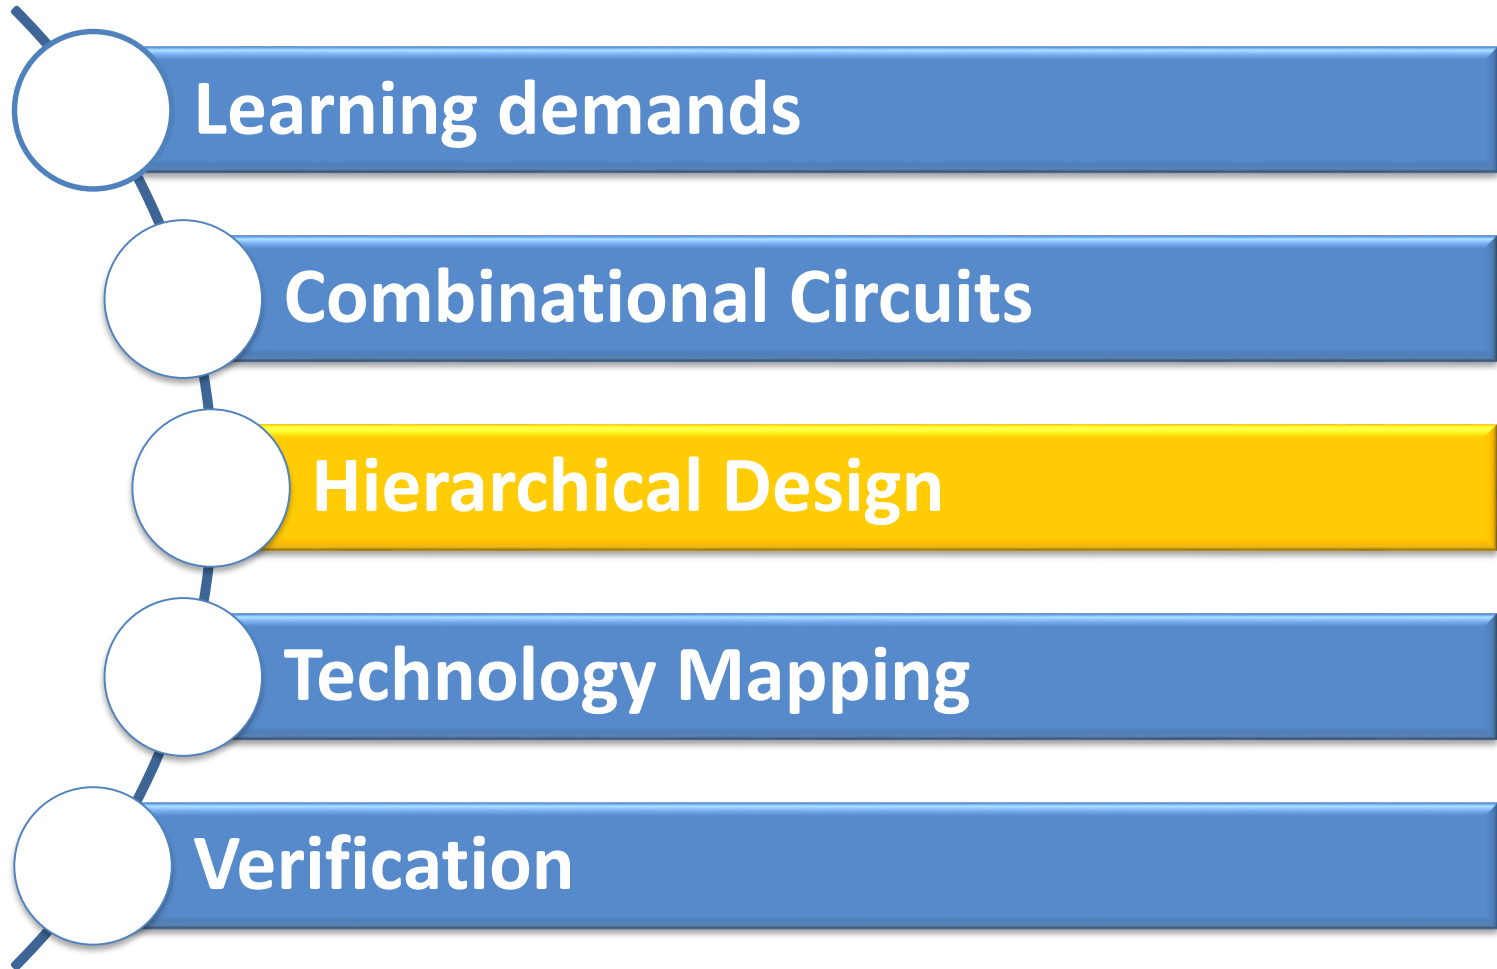 Learning demands
Combinational Circuits
Hierarchical Design
Technology Mapping
Verification